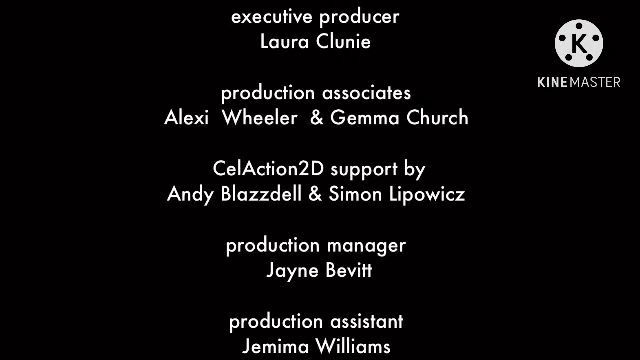 executive producer
Laura Clunie
K
KINEMASTER
production associates
Alexi Wheeler & Gemma Church
CelAction2D support by
Andy Blazzdell & Simon Lipowicz
production manager
Jayne Bevitt
production assistant
Jemima Williams